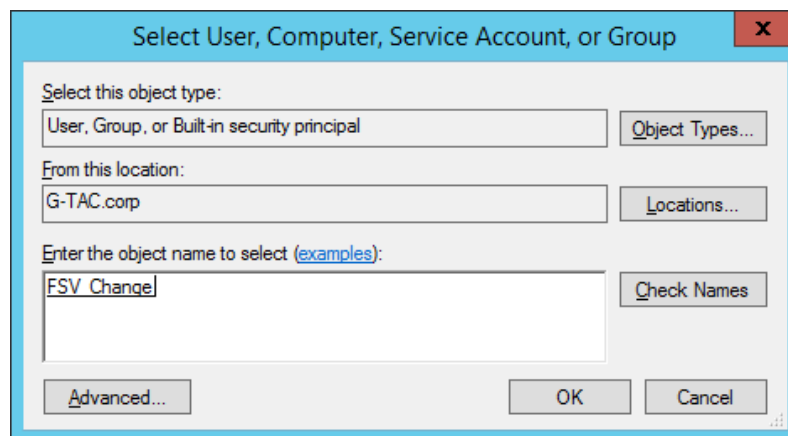 Select User, Computer, Service Account, or Group
x
Select this object type:
User, Group, or Built-in security principal
Object Types...
From this location:
G-TAC.corp
Locations...
Enter the object name to select (examples):
FSV_Change
Check Names
Advanced...
OK
Cancel